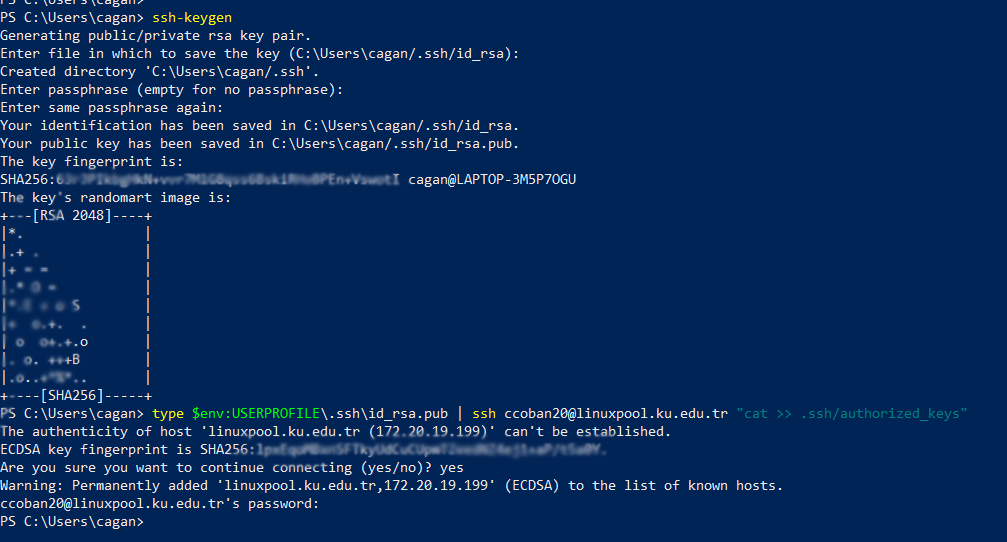 PS C:\Users\cagan>
PS C:\Users\cagan> ssh-keygen
Generating public/private rsa key pair.
Enter file in which to save the key (C:\Users\cagan/.ssh/id_rsa):
Created directory 'C:\Users\cagan/.ssh'.
Enter passphrase (empty for no passphrase):
Enter same passphrase again:
Your identification has been saved in C:\Users\cagan/.ssh/id_rsa.
Your public key has been saved in C:\Users\cagan/.ssh/id_rsa.pub.
The key fingerprint is:
SHA256: cagan@LAPTOP-3M5P7OGU
The key's randomart image is:
+---[RSA 2048]----+
|*.               |
|.+ .             |
|+ = =            |
|.* O =           |
| S               |
| o.+. .          |
| o o+.+.o        |
|. o. +++B        |
|.o.. ..          |
+----[SHA256]-----+
PS C:\Users\cagan> type $env:USERPROFILE\.ssh\id_rsa.pub | ssh ccoban20@linuxpool.ku.edu.tr "cat >> .ssh/authorized_keys"
The authenticity of host 'linuxpool.ku.edu.tr (172.20.19.199)' can't be established.
ECDSA key fingerprint is SHA256:
Are you sure you want to continue connecting (yes/no)? yes
Warning: Permanently added 'linuxpool.ku.edu.tr,172.20.19.199' (ECDSA) to the list of known hosts.
ccoban20@linuxpool.ku.edu.tr's password:
PS C:\Users\cagan>